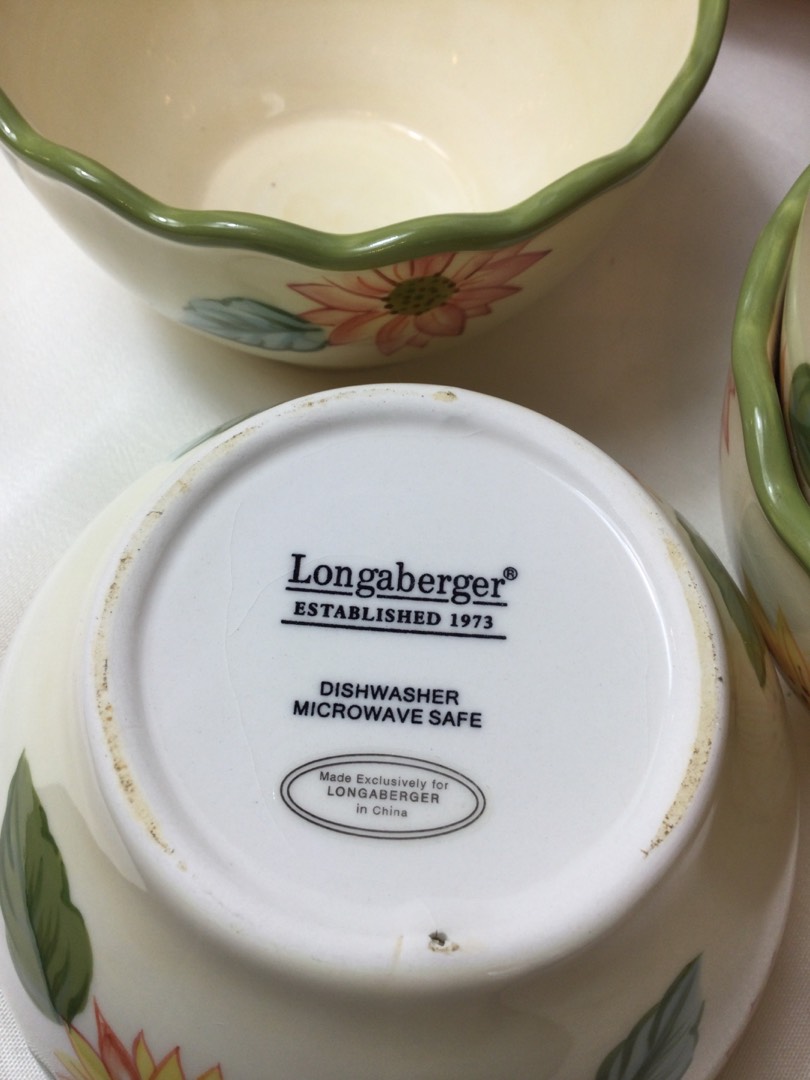 Longaberger®
ESTABLISHED 1973
DISHWASHER
MICROWAVE SAFE
Made Exclusively for
LONGABERGER
in China